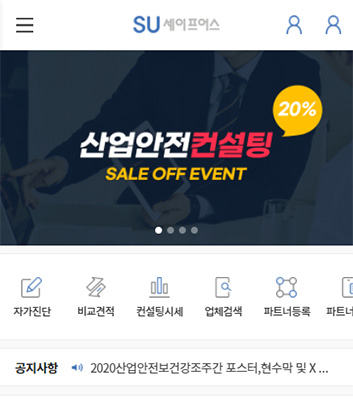 SU 세이프어스
20%
산업안전컨설팅
SALE OFF EVENT
자가진단 비교견적 컨설팅시세 업체검색 파트너등록 파트너
공지사항 2020산업안전보건강조주간 포스터,현수막 및 X ...